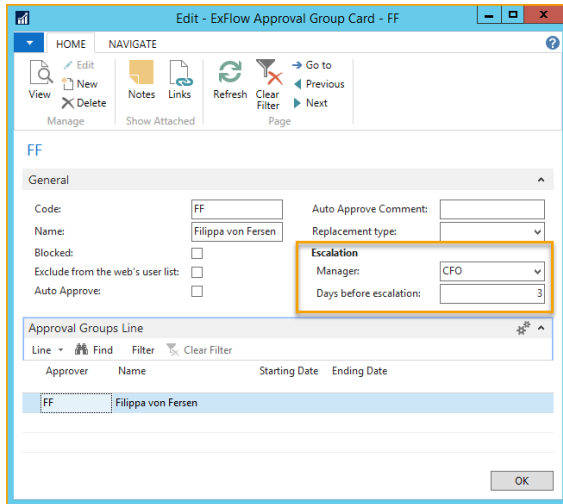 Edit - ExFlow Approval Group Card - FF
HOME NAVIGATE
View
Edit
New
Delete
Manage
Notes
Links
Show Attached
Refresh
Clear Filter
Go to
Previous
Next
Page
FF
General
Code: FF
Name: Filippa von Fersen
Blocked:
Exclude from the web's user list:
Auto Approve:
Auto Approve Comment:
Replacement type:
Escalation
Manager: CFO
Days before escalation: 3
Approval Groups Line
Line Find Filter Clear Filter
Approver Name Starting Date Ending Date
FF Filippa von Fersen
OK